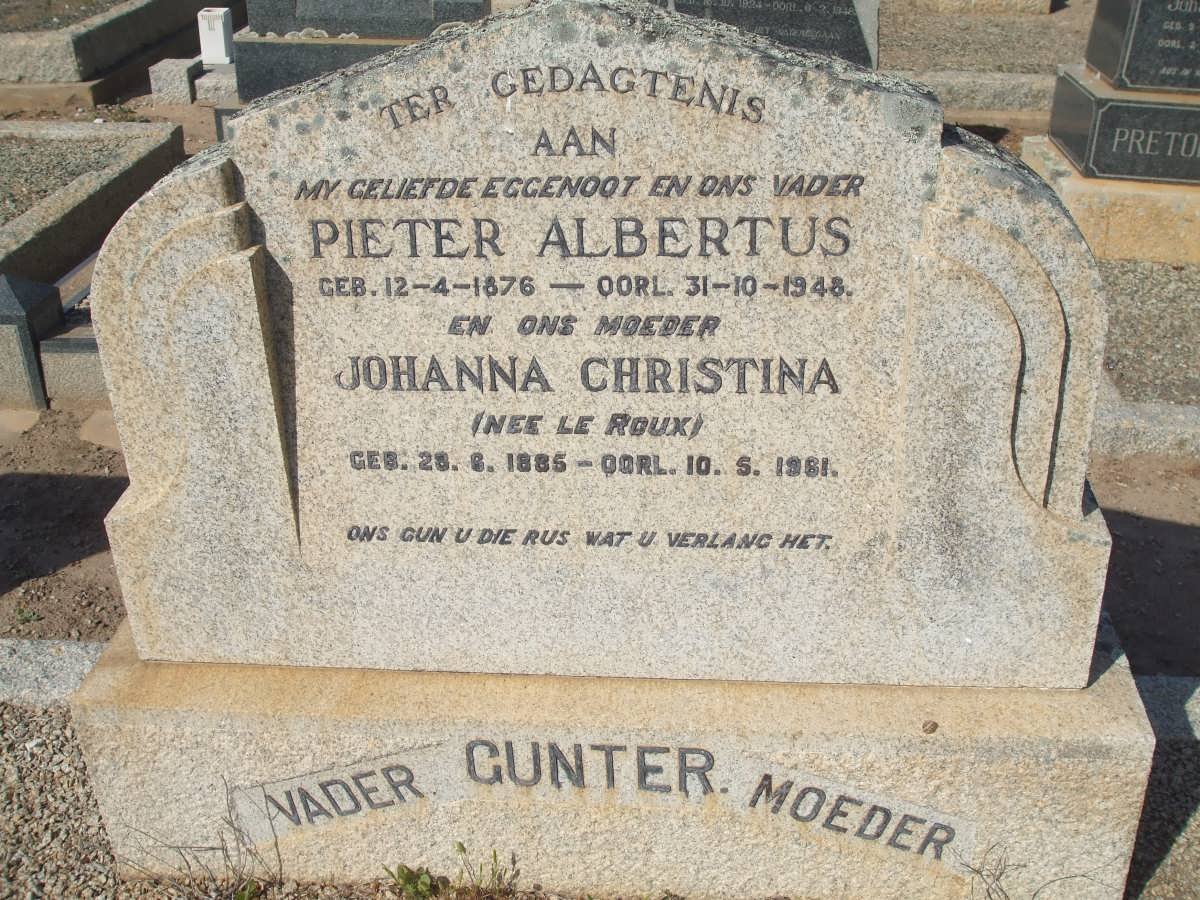 TER GEDAGTENIS
AAN
MY GELIEFDE EGGENOOT EN ONS VADER
PIETER ALBERTUS
GEB. 12-4-1876 — OORL. 31-10-1948.
EN ONS MOEDER
JOHANNA CHRISTINA
(NEE LE ROUX)
GEB. 29. 6. 1885 - OORL. 10. 5. 1961.
ONS GUN U DIE RUS WAT U VERLANG HET.
VADER. GUNTER. MOEDER
PRETO